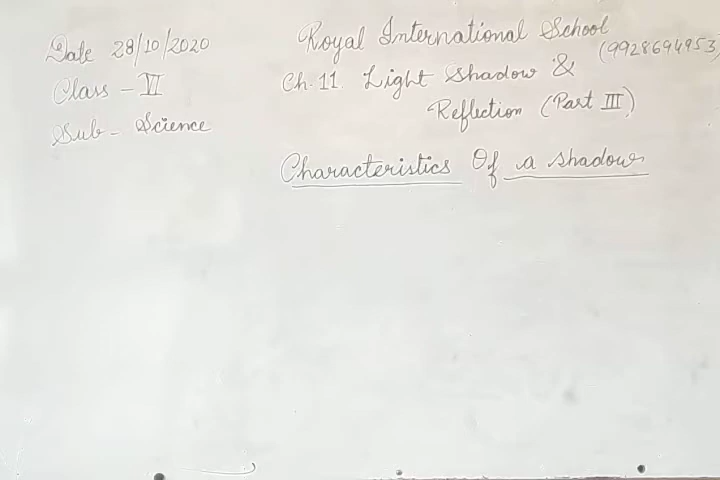 Date 28/10/2020
Class - VI
Sub - Science
Royal International School
(9928694953)
Ch. 11. Light Shadow &
Reflection (Part III)
Characteristics Of a shadow